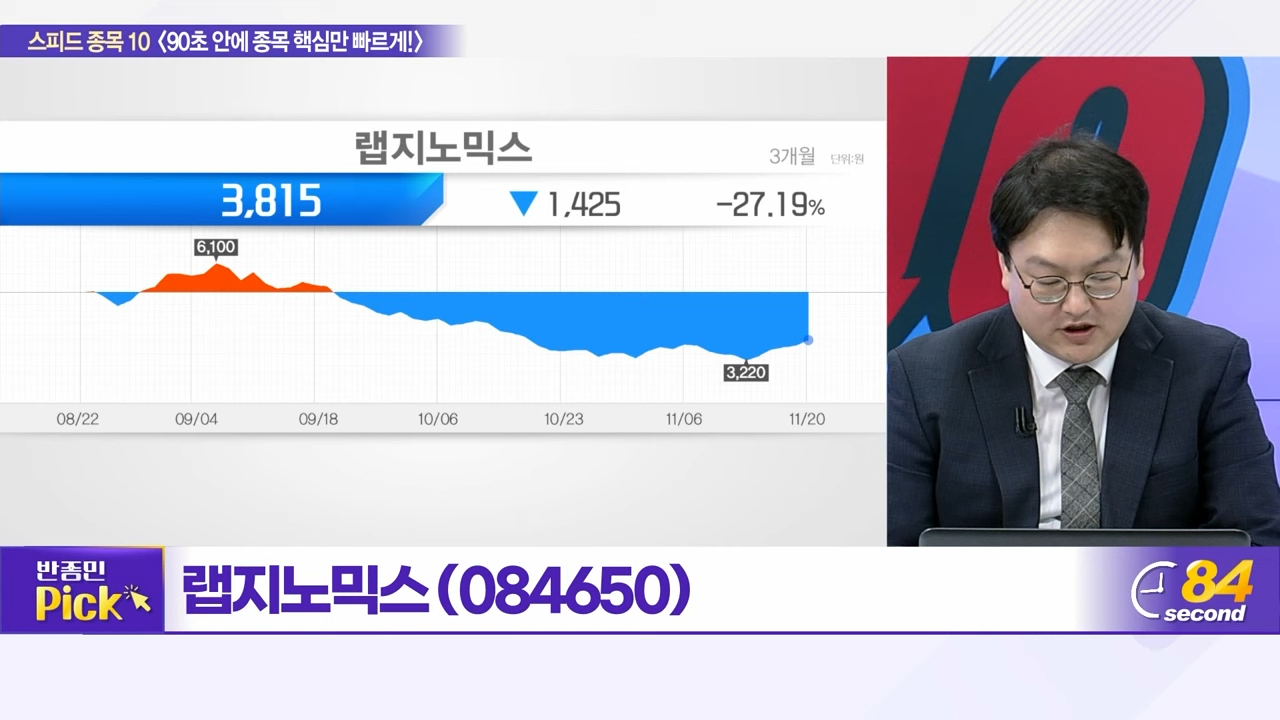 스피드 종목 10 〈90초 안에 종목 핵심만 빠르게!〉
랩지노믹스
3개월 단위:원
3,815 ▼ 1,425 -27.19%
6,100
3,220
08/22 09/04 09/18 10/06 10/23 11/06 11/20
반종민
Pick
랩지노믹스(084650)
84
second